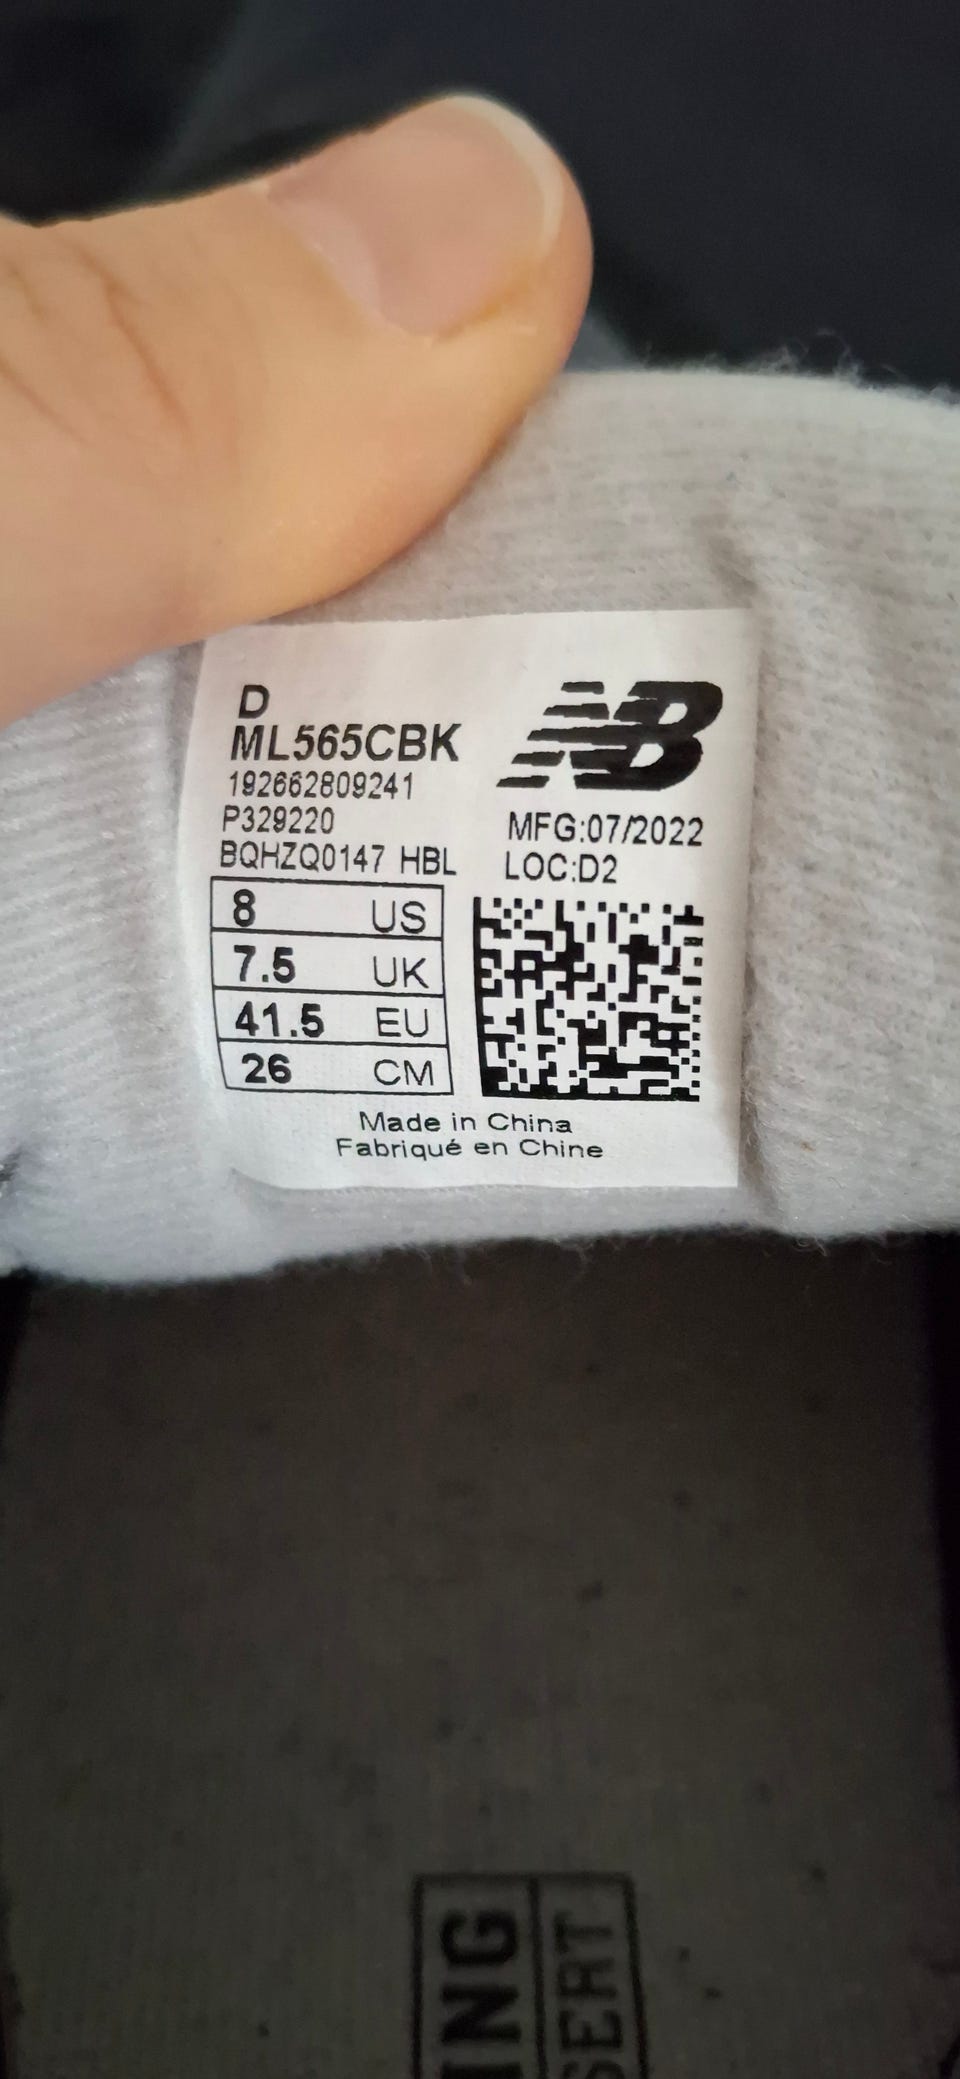 D
ML565CBK
192662809241
P329220
BQHZQ0147 HBL
8 US
7.5 UK
41.5 EU
26 CM
NB
MFG:07/2022
LOC:D2
Made in China
Fabriqué en Chine